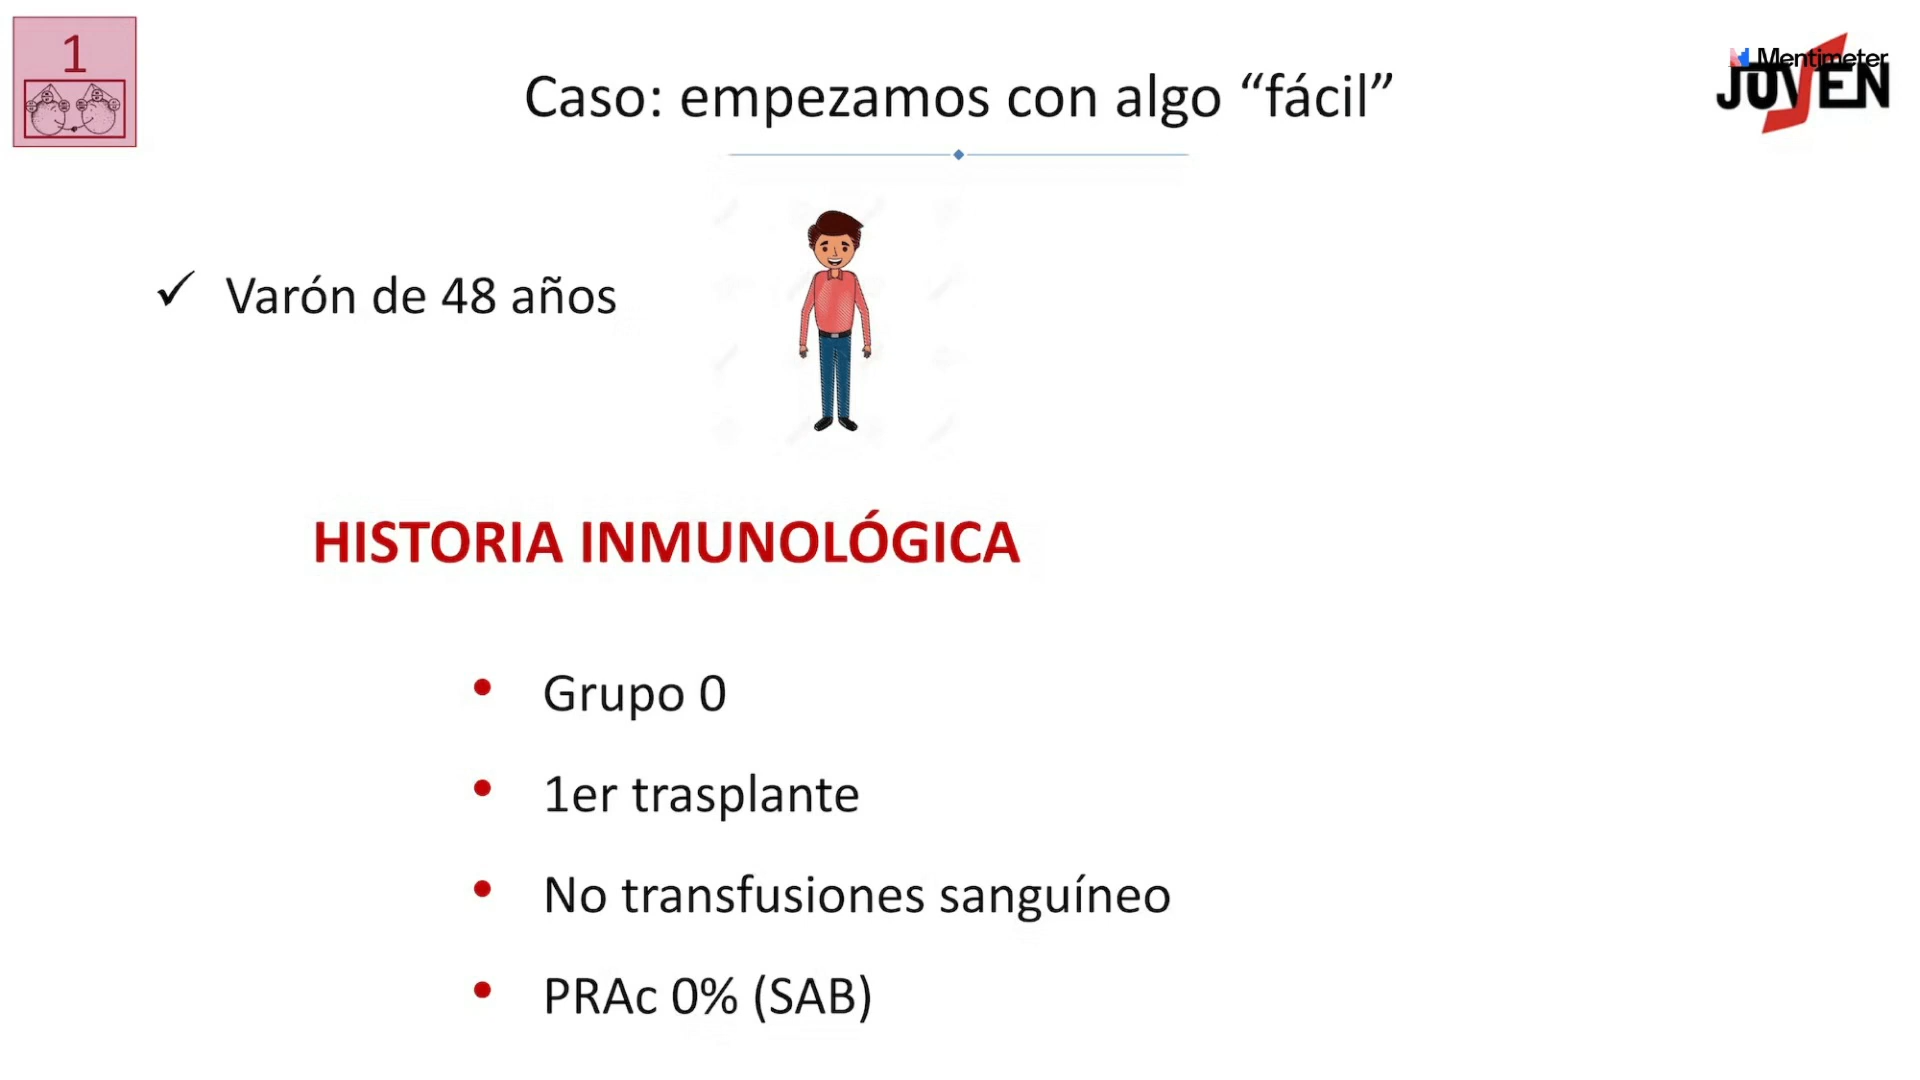 1
Caso: empezamos con algo “fácil”
Mentimeter
JOVEN
✓ Varón de 48 años
HISTORIA INMUNOLÓGICA
• Grupo 0
• 1er trasplante
• No transfusiones sanguíneo
• PRAc 0% (SAB)